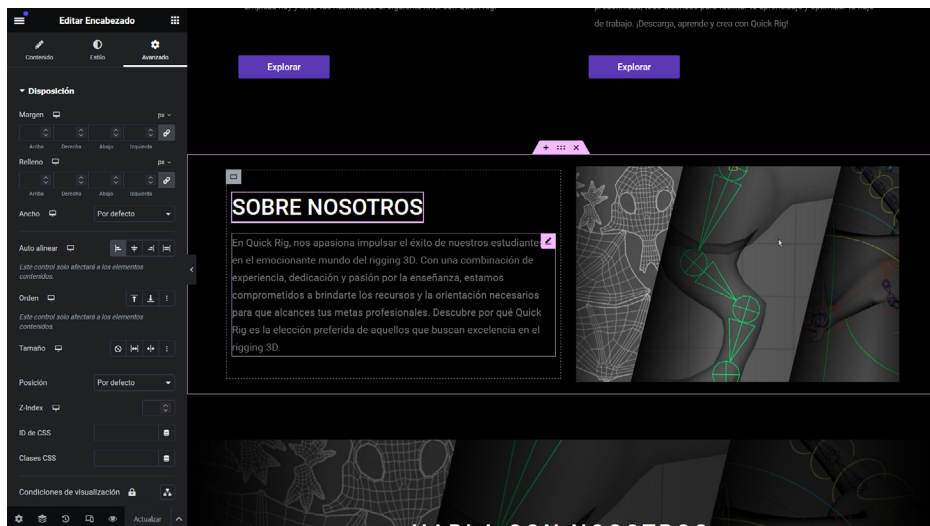 Editar Encabezado
Contenido
Estilo
Avanzado
Disposición
Margen
px
Arriba Derecha Abajo Izquierda
Relleno
px
Arriba Derecha Abajo Izquierda
Ancho
Por defecto
Auto alinear
Este control solo afectará a los elementos
contenidos.
Orden
Este control solo afectará a los elementos
contenidos.
Tamaño
Posición
Por defecto
Z-Index
ID de CSS
Clases CSS
Condiciones de visualización
Actualizar
de trabajo. ¡Descarga, aprende y crea con Quick Rig!
Explorar
Explorar
SOBRE NOSOTROS
En Quick Rig, nos apasiona impulsar el éxito de nuestros estudiante
en el emocionante mundo del rigging 3D. Con una combinación de
experiencia, dedicación y pasión por la enseñanza, estamos
comprometidos a brindarte los recursos y la orientación necesarios
para que alcances tus metas profesionales. Descubre por qué Quick
Rig es la elección preferida de aquellos que buscan excelencia en el
rigging 3D.
HABLA CON NOSOTROS